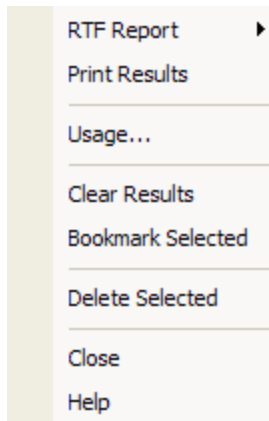 RTF Report
Print Results
Usage...
Clear Results
Bookmark Selected
Delete Selected
Close
Help